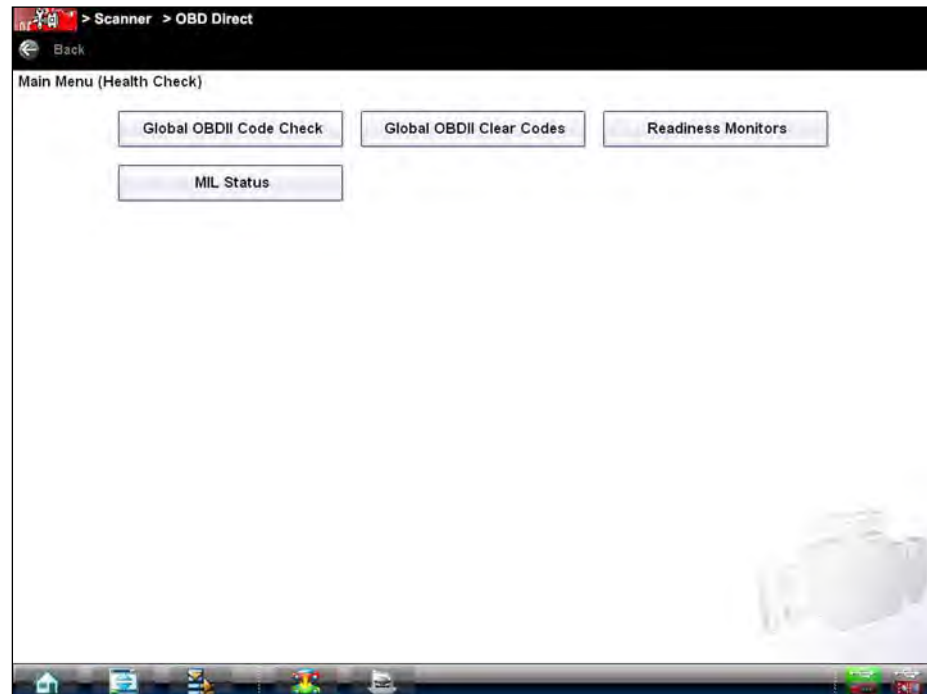 > Scanner > OBD Direct
Back
Main Menu (Health Check)
Global OBDII Code Check Global OBDII Clear Codes Readiness Monitors
MIL Status